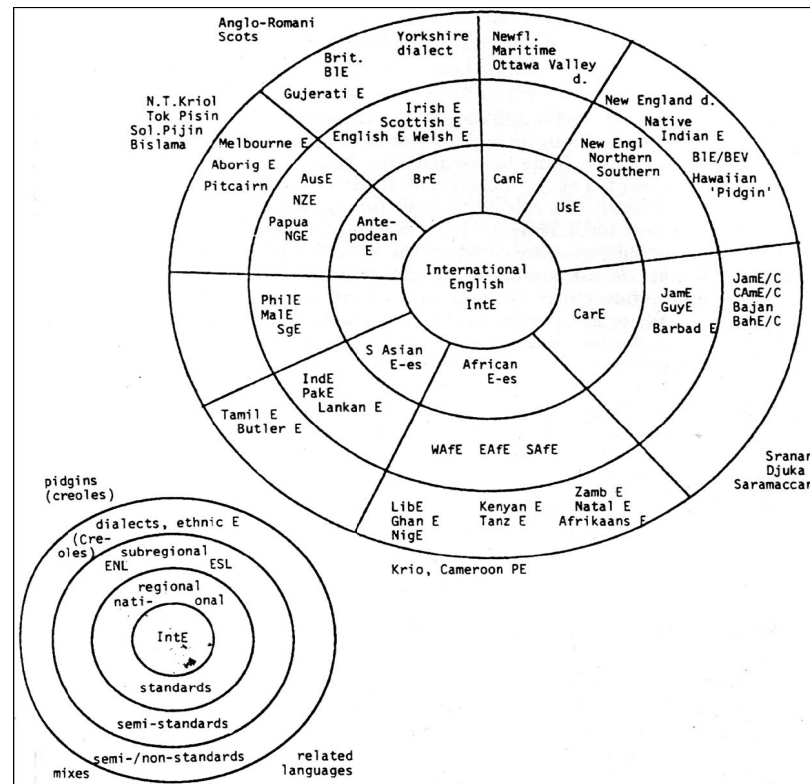 Anglo-Romani
Scots
Yorkshire
dialect
Brit.
BlE
Gujerati E
Newfl.
Maritime
Ottawa Valley
d.
New England d.
Native
Indian E
BlE/BEV
Hawaiian
'Pidgin'
N.T.Kriol
Tok Pisin
Sol.Pijin
Bislama
Melbourne E
Aborig E
Pitcairn
Irish E
Scottish E
English E Welsh E
New Engl
Northern
Southern
AusE
NZE
Papua
NGE
BrE
CanE
UsE
Ante-
podean
E
International
English
IntE
PhilE
MalE
SgE
CarE
JamE
GuyE
Barbad E
JamE/C
CAmE/C
Bajan
BahE/C
S Asian
E-es
African
E-es
IndE
PakE
Lankan E
Tamil E
Butler E
WAfE EAfE SAfE
LibE
Ghan E
NigE
Kenyan E
Tanz E
Zamb E
Natal E
Afrikaans E
Sranan
Djuka
Saramaccan
Krio, Cameroon PE
pidgins
(creoles)
dialects, ethnic E
(Cre-
oles)
subregional
ENL ESL
regional
nati- onal
IntE
standards
semi-standards
semi-/non-standards
mixes
related
languages